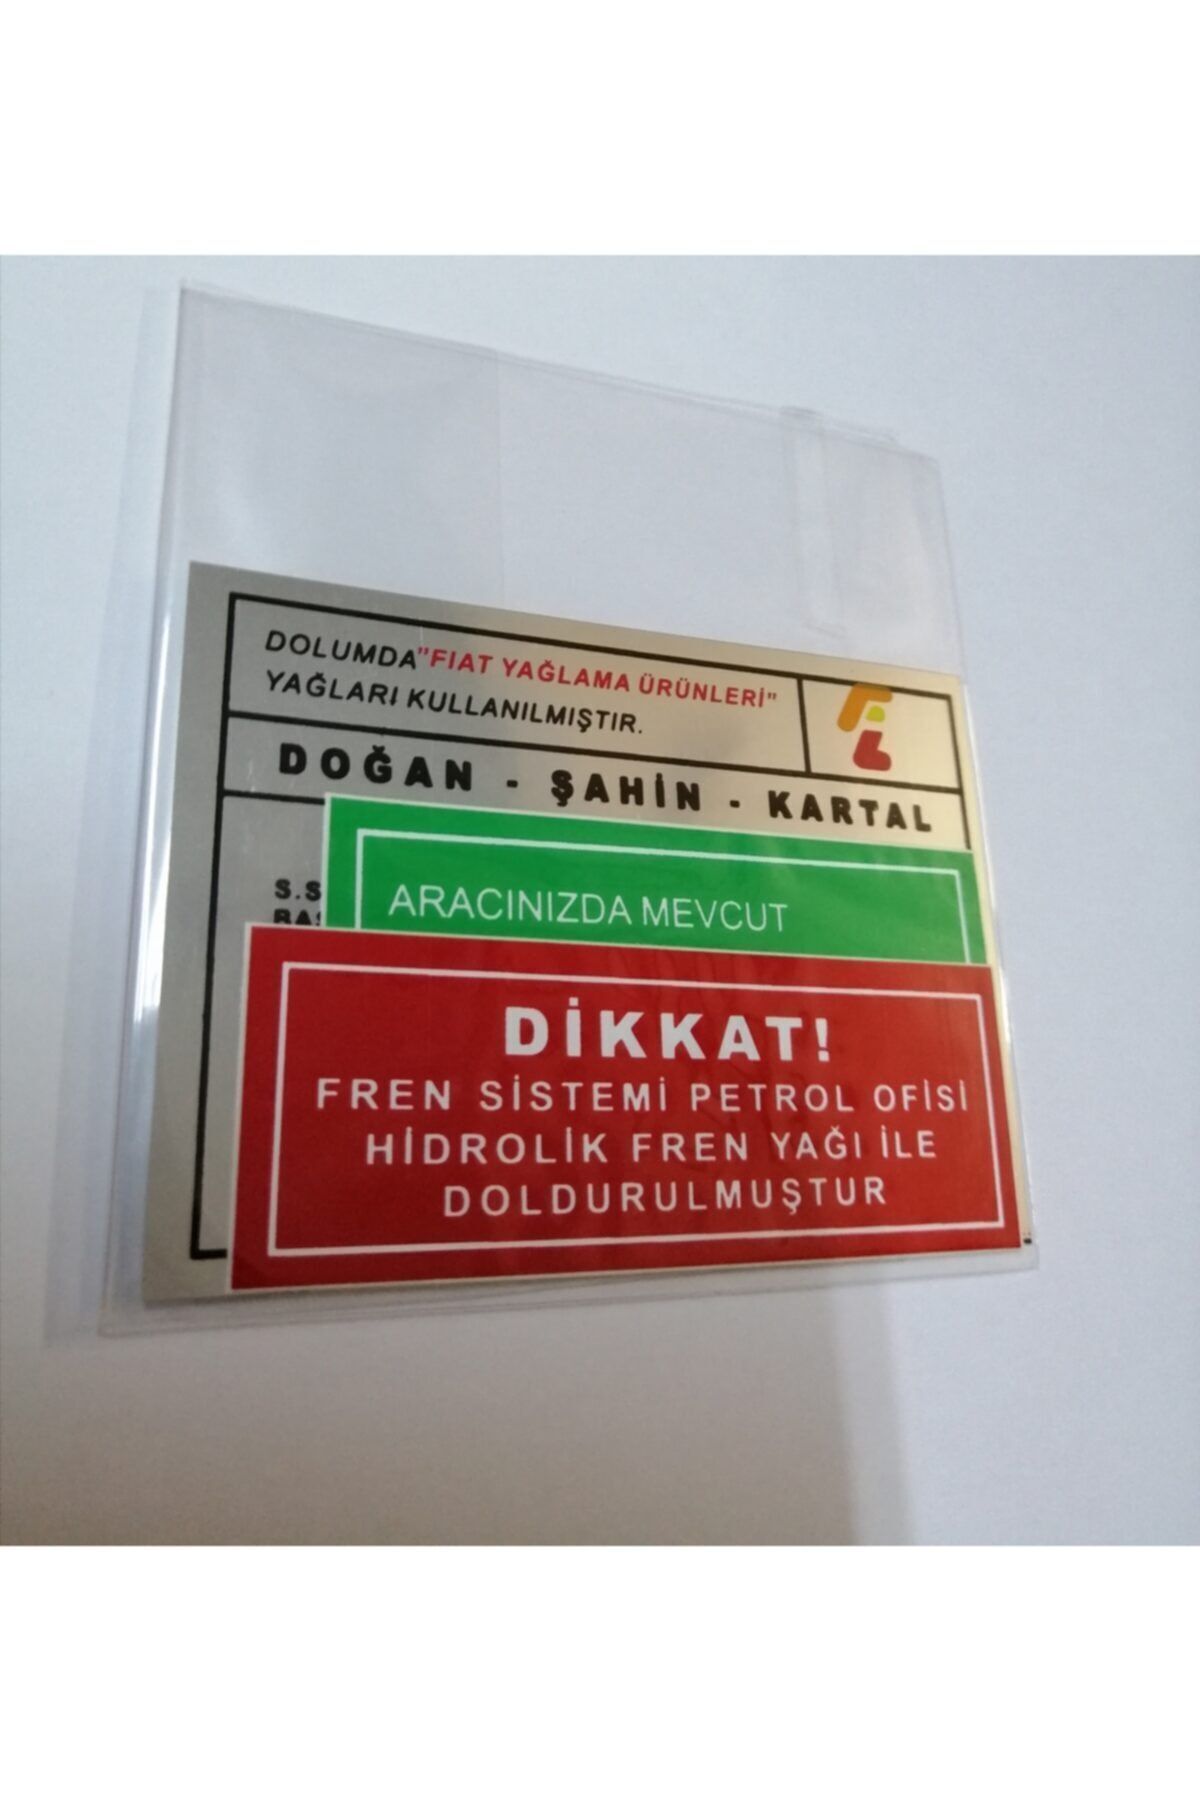 DOLUMDA"FIAT YAĞLAMA ÜRÜNLERİ"
YAĞLARI KULLANILMIŞTIR.
DOĞAN - ŞAHİN - KARTAL
S.S
BA
ARACINIZDA MEVCUT
DİKKAT!
FREN SİSTEMİ PETROL OFİSİ
HİDROLİK FREN YAĞI İLE
DOLDURULMUŞTUR